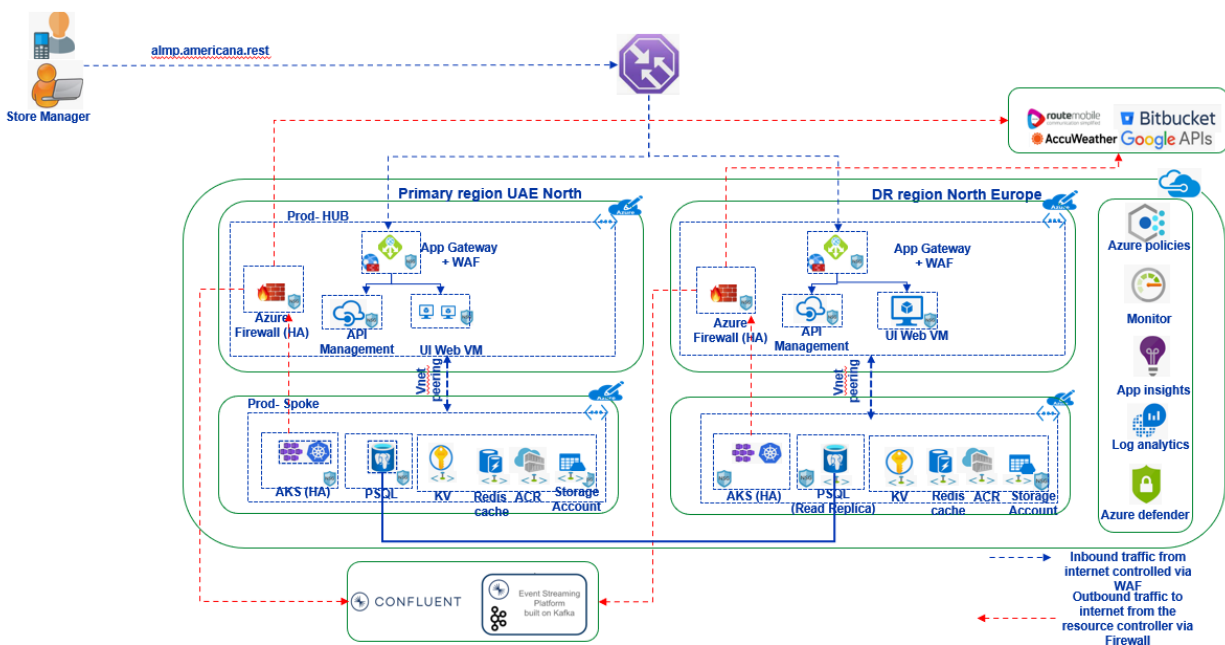 almp.americana.rest
Store Manager
routemobile
communication simplified
Bitbucket
AccuWeather
Google APIs
Primary region UAE North
DR region North Europe
Prod- HUB
App Gateway
+ WAF
Azure
Firewall (HA)
API
Management
UI Web VM
Vnet
peering
App Gateway
+ WAF
Azure
Firewall (HA)
API
Management
UI Web VM
Vnet
peering
Azure policies
Monitor
App insights
Log analytics
Azure defender
Prod- Spoke
AKS (HA)
PSQL
KV
Redis
cache
ACR
Storage
Account
AKS (HA)
PSQL
(Read Replica)
KV
Redis
cache
ACR
Storage
Account
CONFLUENT
Event Streaming
Platform
built on Kafka
Inbound traffic from
internet controlled via
WAF
Outbound traffic to
internet from the
resource controller via
Firewall